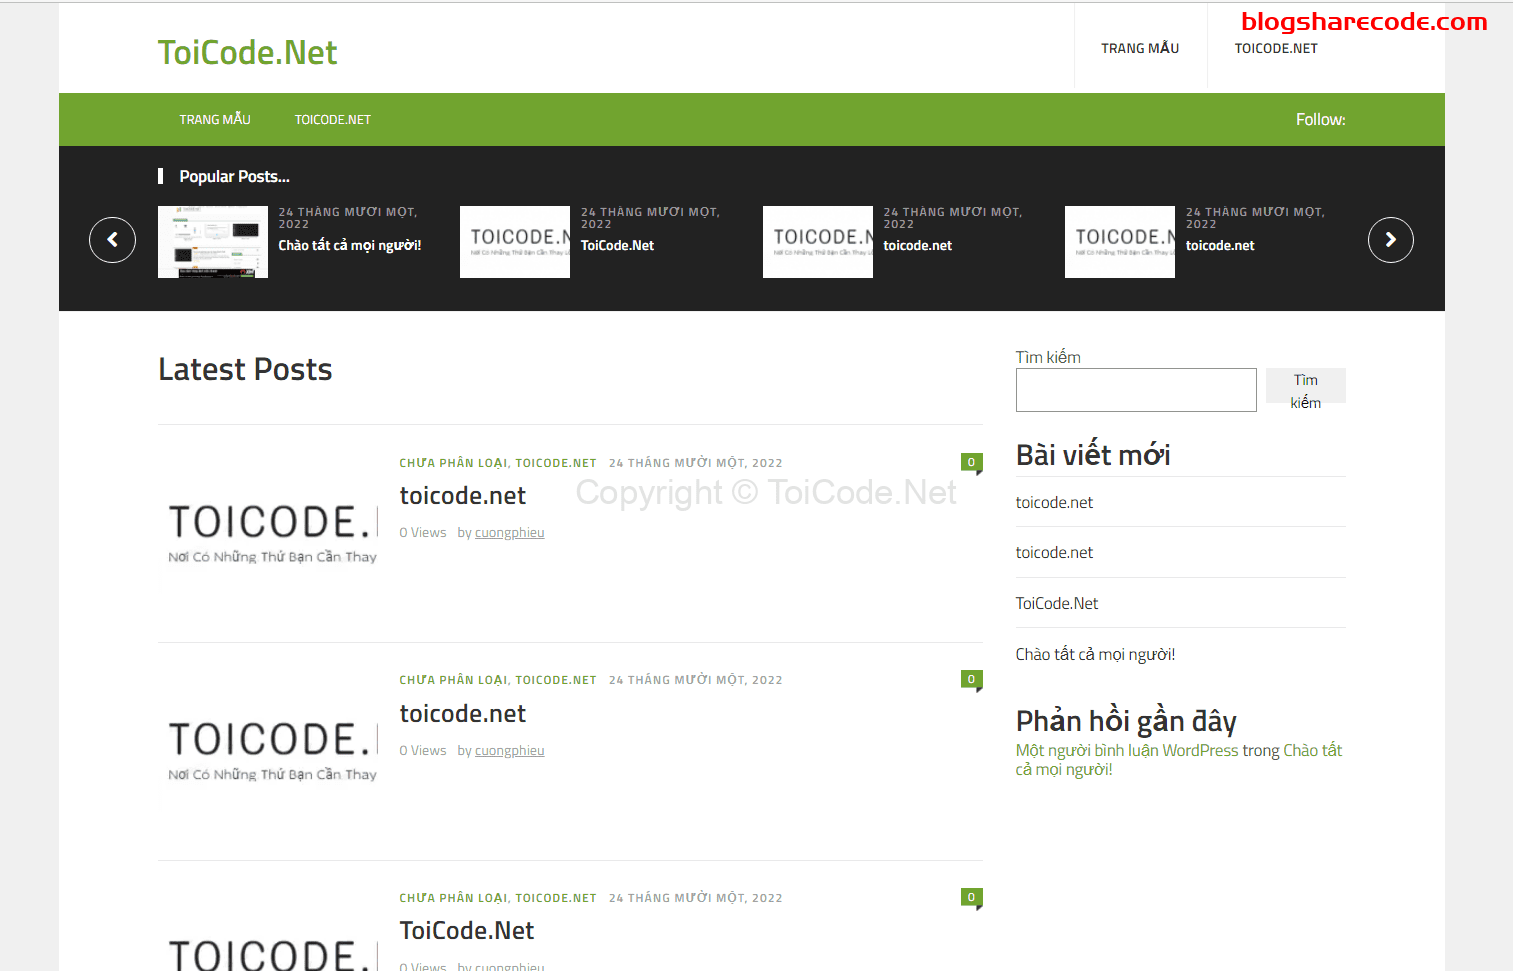 blogsharecode.com
ToiCode.Net
TRANG MẪU
TOICODE.NET
TRANG MẪU
TOICODE.NET
Follow:
Popular Posts...
24 THÁNG MƯỜI MỘT,
2022
Chào tất cả mọi người!
TOICODE.N
24 THÁNG MƯỜI MỘT,
2022
ToiCode.Net
TOICODE.N
24 THÁNG MƯỜI MỘT,
2022
toicode.net
TOICODE.N
24 THÁNG MƯỜI MỘT,
2022
toicode.net
Latest Posts
TOICODE.
Nơi Có Những Thứ Bạn Cần Thay
CHƯA PHÂN LOẠI, TOICODE.NET 24 THÁNG MƯỜI MỘT, 2022
0
toicode.net
Copyright © ToiCode.Net
0 Views by cuongphieu
TOICODE.
Nơi Có Những Thứ Bạn Cần Thay
CHƯA PHÂN LOẠI, TOICODE.NET 24 THÁNG MƯỜI MỘT, 2022
0
toicode.net
0 Views by cuongphieu
TOICODE.
CHƯA PHÂN LOẠI, TOICODE.NET 24 THÁNG MƯỜI MỘT, 2022
0
ToiCode.Net
0 Views by cuongphieu
Tìm kiếm
Tìm
kiếm
Bài viết mới
toicode.net
toicode.net
ToiCode.Net
Chào tất cả mọi người!
Phản hồi gần đây
Một người bình luận WordPress trong Chào tất
cả mọi người!